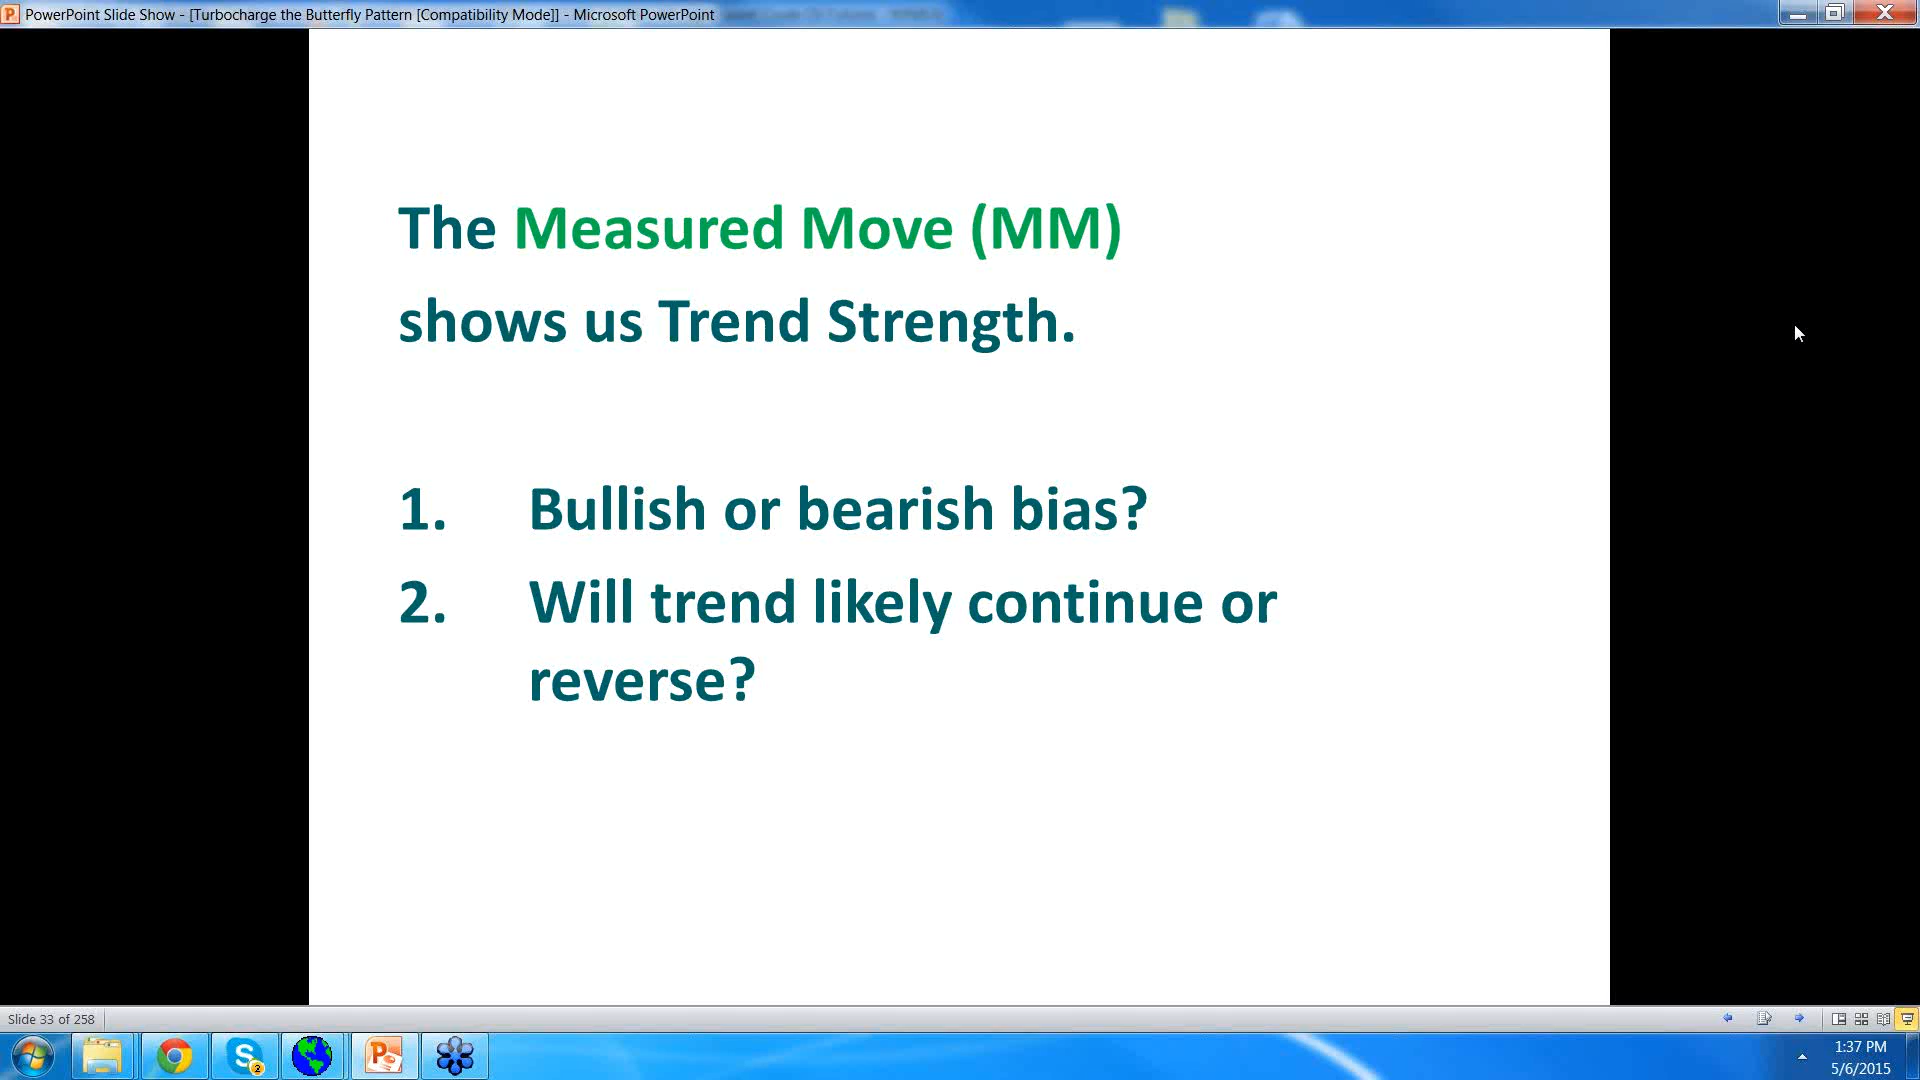 PowerPoint Slide Show - [Turbocharge the Butterfly Pattern [Compatibility Mode]] - Microsoft PowerPoint
The Measured Move (MM)
shows us Trend Strength.
1. Bullish or bearish bias?
2. Will trend likely continue or
reverse?
Slide 33 of 258
2
1:37 PM
5/6/2015